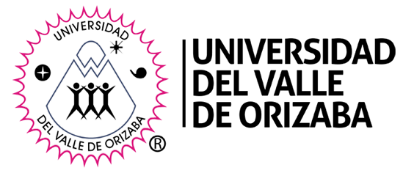 UNIVERSIDAD
DEL VALLE DE ORIZABA
®
UNIVERSIDAD
DEL VALLE
DE ORIZABA